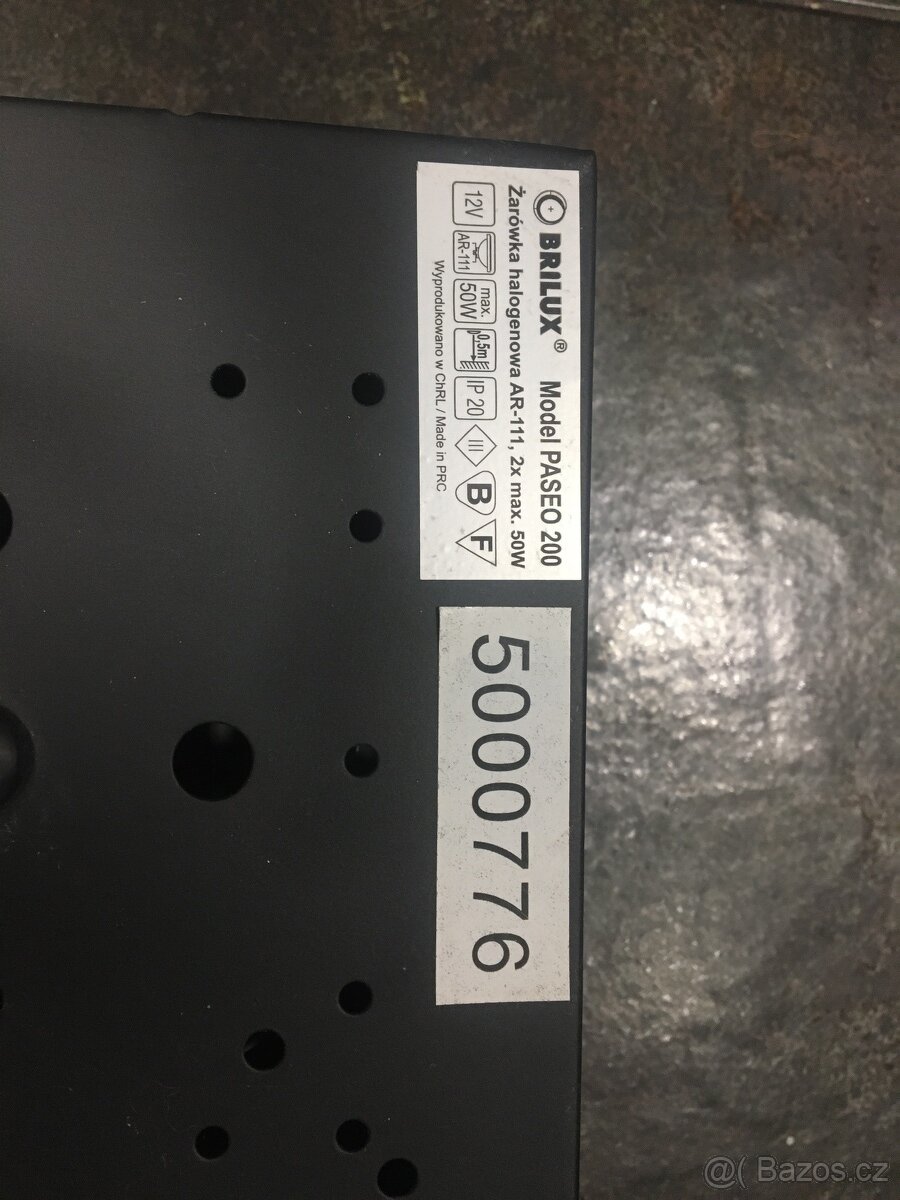 BRILUX® Model PASEO 200
Żarówka halogenowa AR-111, 2x max. 50W
12V AR-111 max. 50W 0,5m IP 20 III B F
Wyprodukowano w ChRL / Made in PRC
5000776
@( Bazos.cz